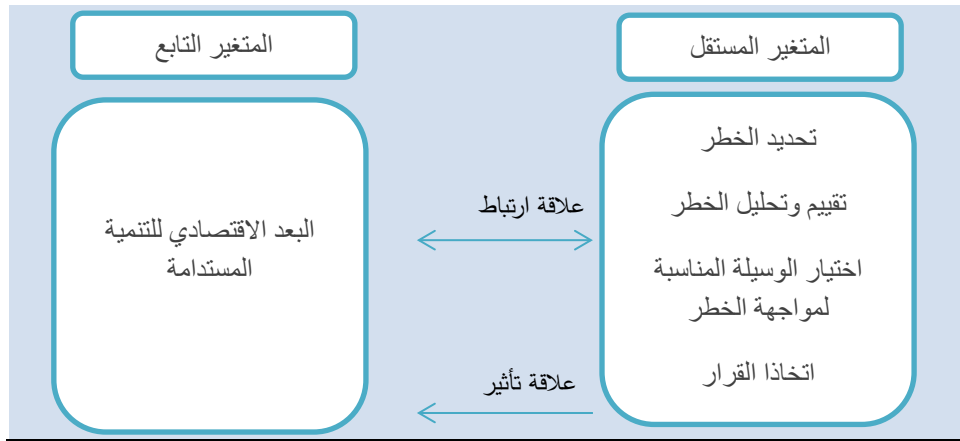 المتغير المستقل
المتغير التابع
تحديد الخطر
تقييم وتحليل الخطر
اختيار الوسيلة المناسبة
لمواجهة الخطر
اتخاذا القرار
علاقة ارتباط
علاقة تأثير
البعد الاقتصادي للتنمية
المستدامة